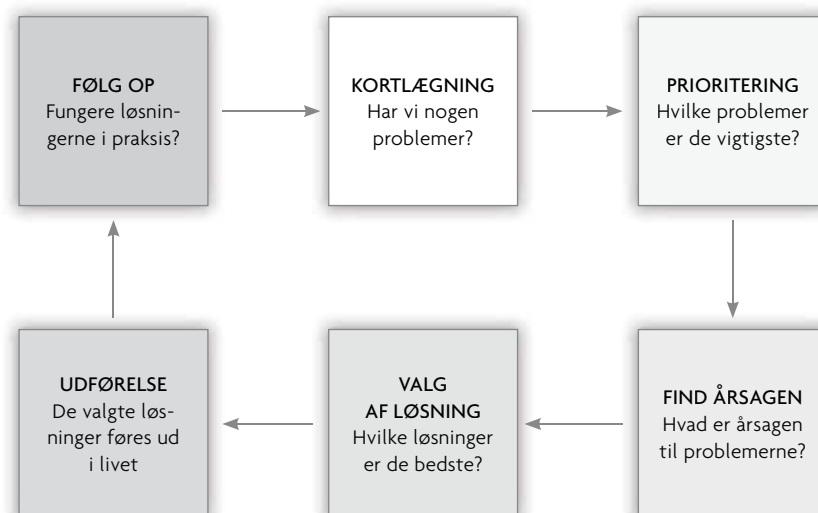 FØLG OP
Fungere løsnin-
gerne i praksis?
KORTLÆGNING
Har vi nogen
problemer?
PRIORITERING
Hvilke problemer
er de vigtigste?
UDFØRELSE
De valgte løs-
ninger føres ud
i livet
VALG
AF LØSNING
Hvilke løsninger
er de bedste?
FIND ÅRSAGEN
Hvad er årsagen
til problemerne?